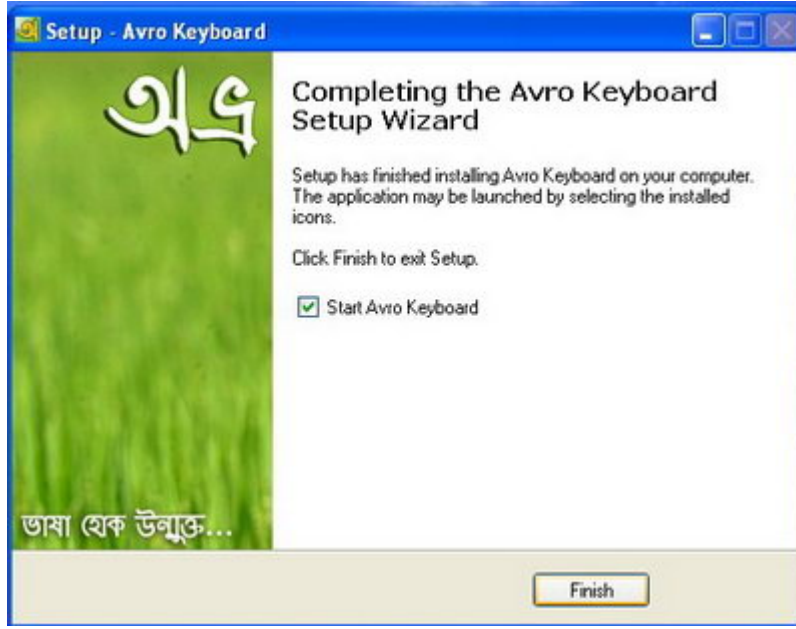 Setup - Avro Keyboard
অভ্র
Completing the Avro Keyboard
Setup Wizard
Setup has finished installing Avro Keyboard on your computer.
The application may be launched by selecting the installed
icons.
Click Finish to exit Setup.
Start Avro Keyboard
ভাষা হোক উন্মুক্ত...
Finish